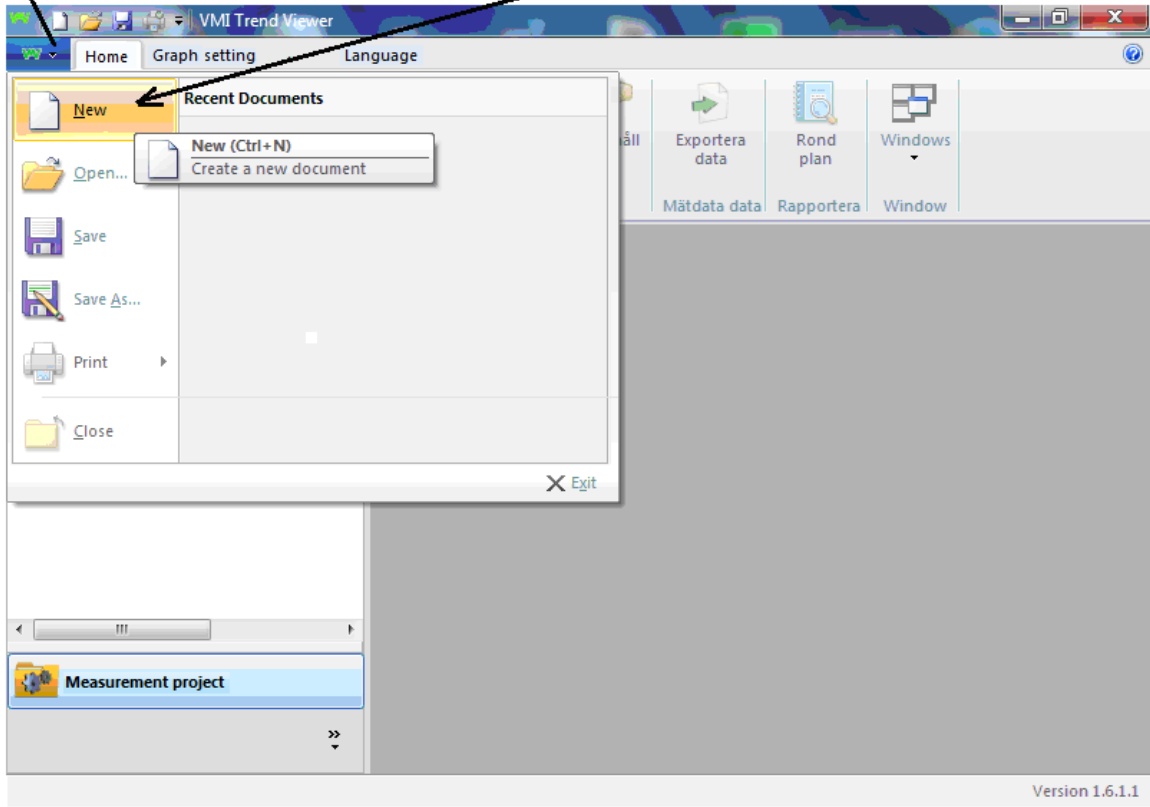 VMI Trend Viewer
Home Graph setting Language
New
Recent Documents
New (Ctrl+N)
Create a new document
Open...
Save
Save As...
Print
Close
Exit
åll
Exportera
data
Rond
plan
Windows
Mätdata data Rapportera Window
Measurement project
Version 1.6.1.1